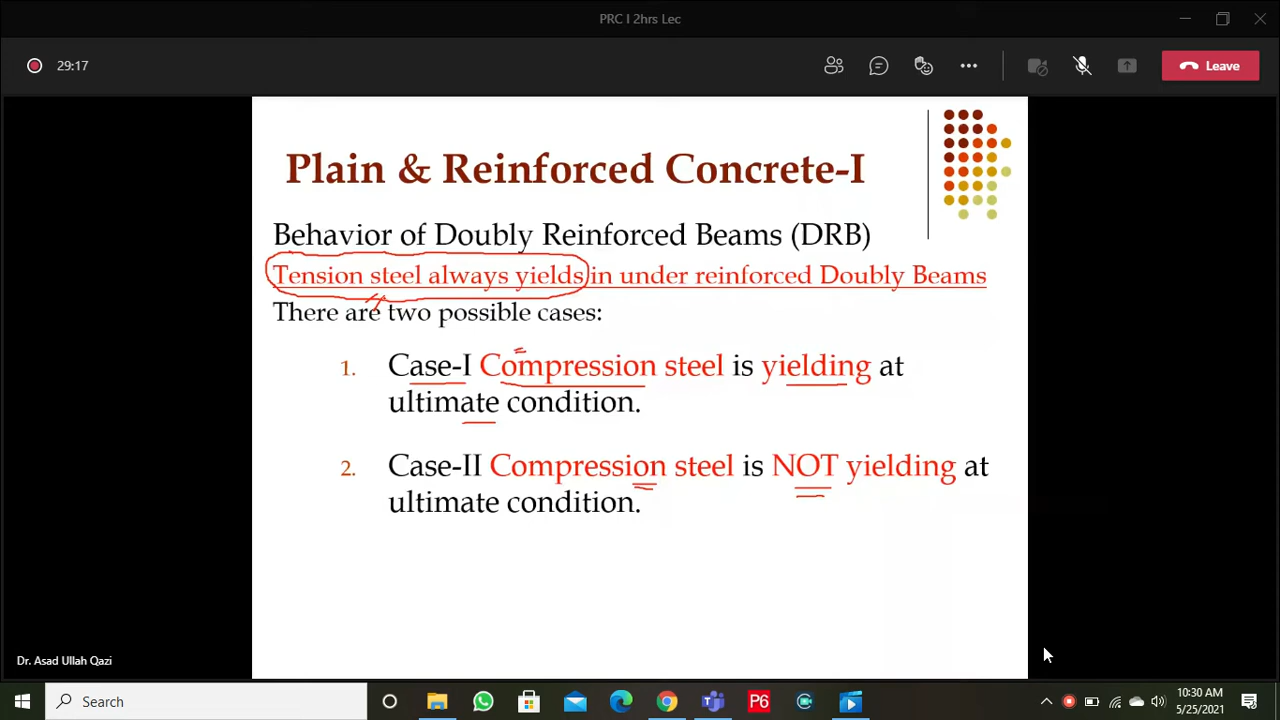 PRC I 2hrs Lec
29:17
Leave
Plain & Reinforced Concrete-I
Behavior of Doubly Reinforced Beams (DRB)
Tension steel always yields in under reinforced Doubly Beams
There are two possible cases:
1. Case-I Compression steel is yielding at
ultimate condition.
2. Case-II Compression steel is NOT yielding at
ultimate condition.
Dr. Asad Ullah Qazi
Search
P6
10:30 AM
5/25/2021